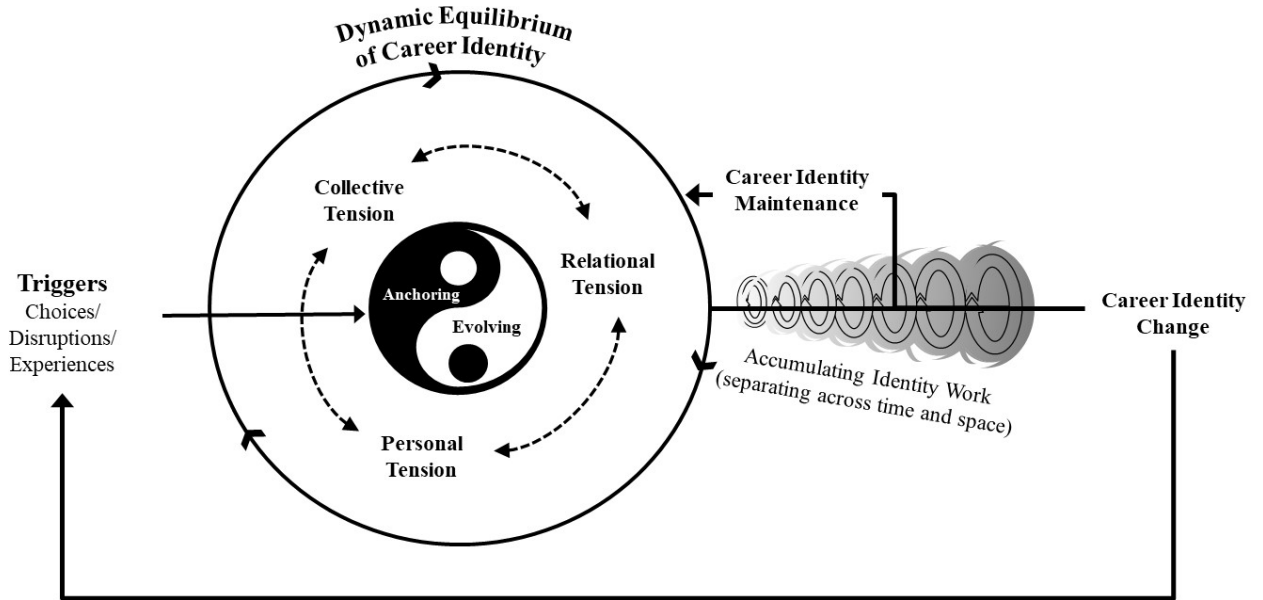 Dynamic Equilibrium
of Career Identity
Collective
Tension
Relational
Tension
Anchoring
Evolving
Personal
Tension
Triggers
Choices/
Disruptions/
Experiences
Career Identity
Maintenance
Accumulating Identity Work
(separating across time and space)
Career Identity
Change